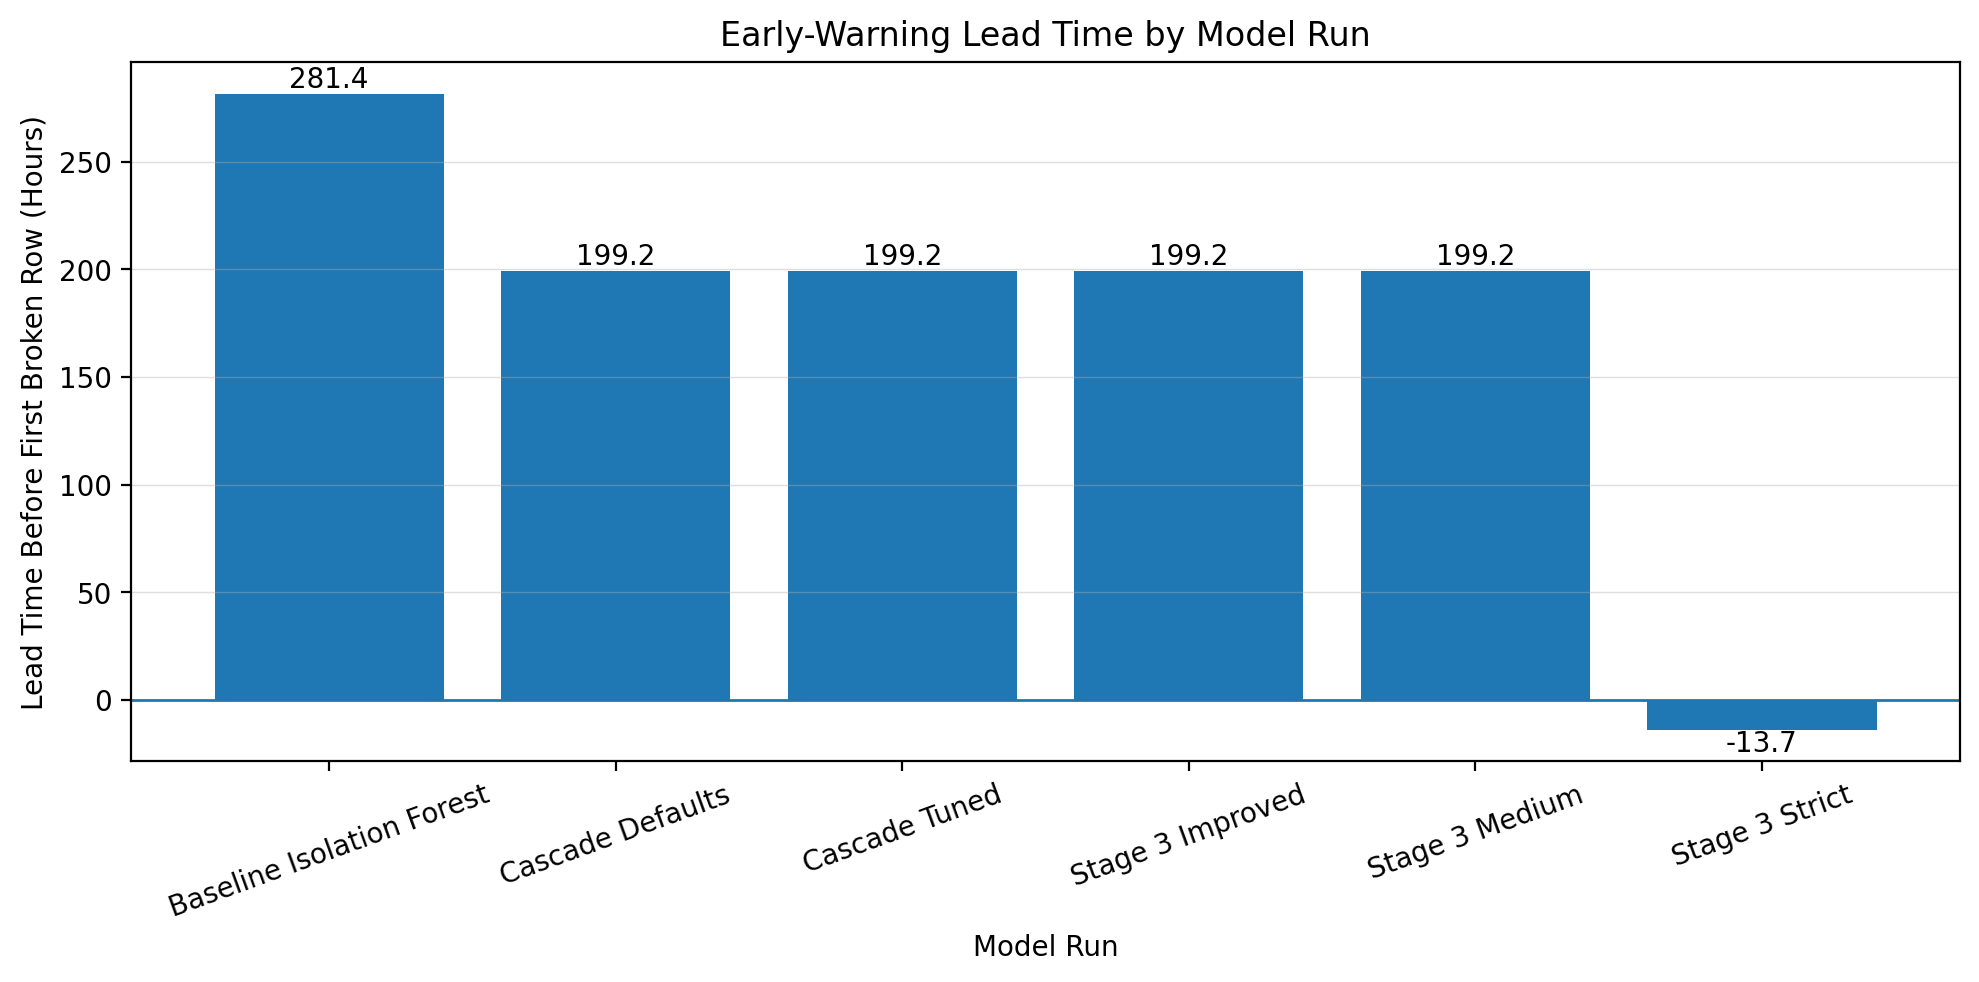 Early-Warning Lead Time by Model Run
Lead Time Before First Broken Row (Hours)
250
200
150
100
50
0
281.4
199.2
199.2
199.2
199.2
-13.7
Baseline Isolation Forest
Cascade Defaults
Cascade Tuned
Stage 3 Improved
Stage 3 Medium
Stage 3 Strict
Model Run